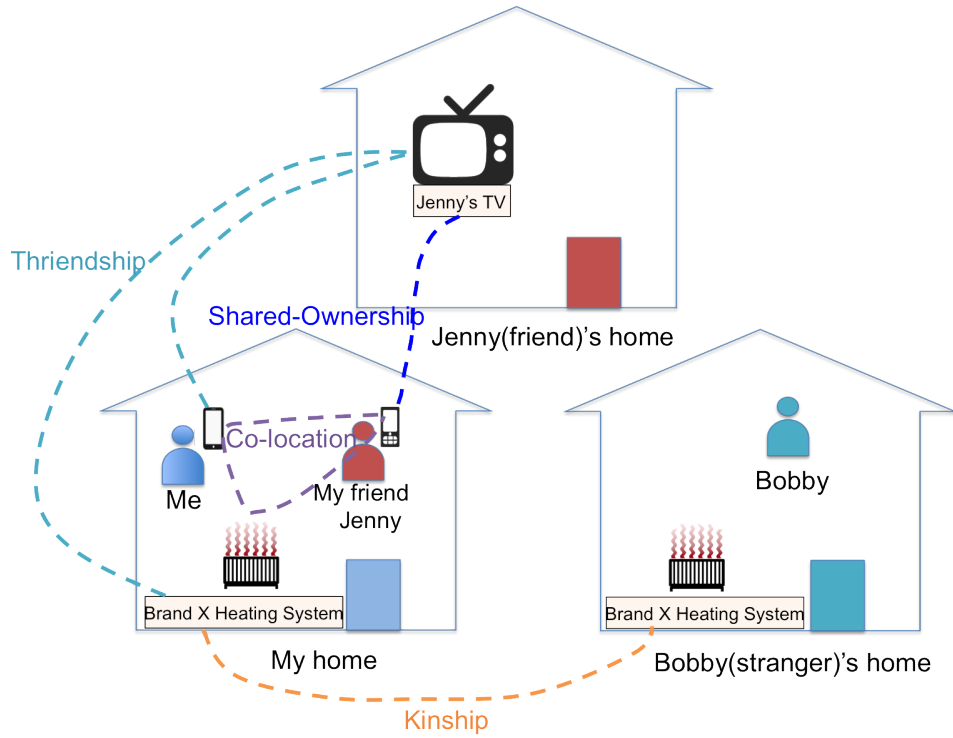 Jenny's TV
Thriendship
Shared-Ownership
Jenny(friend)'s home
Co-location
Me
My friend
Jenny
Bobby
Brand X Heating System
Brand X Heating System
My home
Bobby(stranger)'s home
Kinship